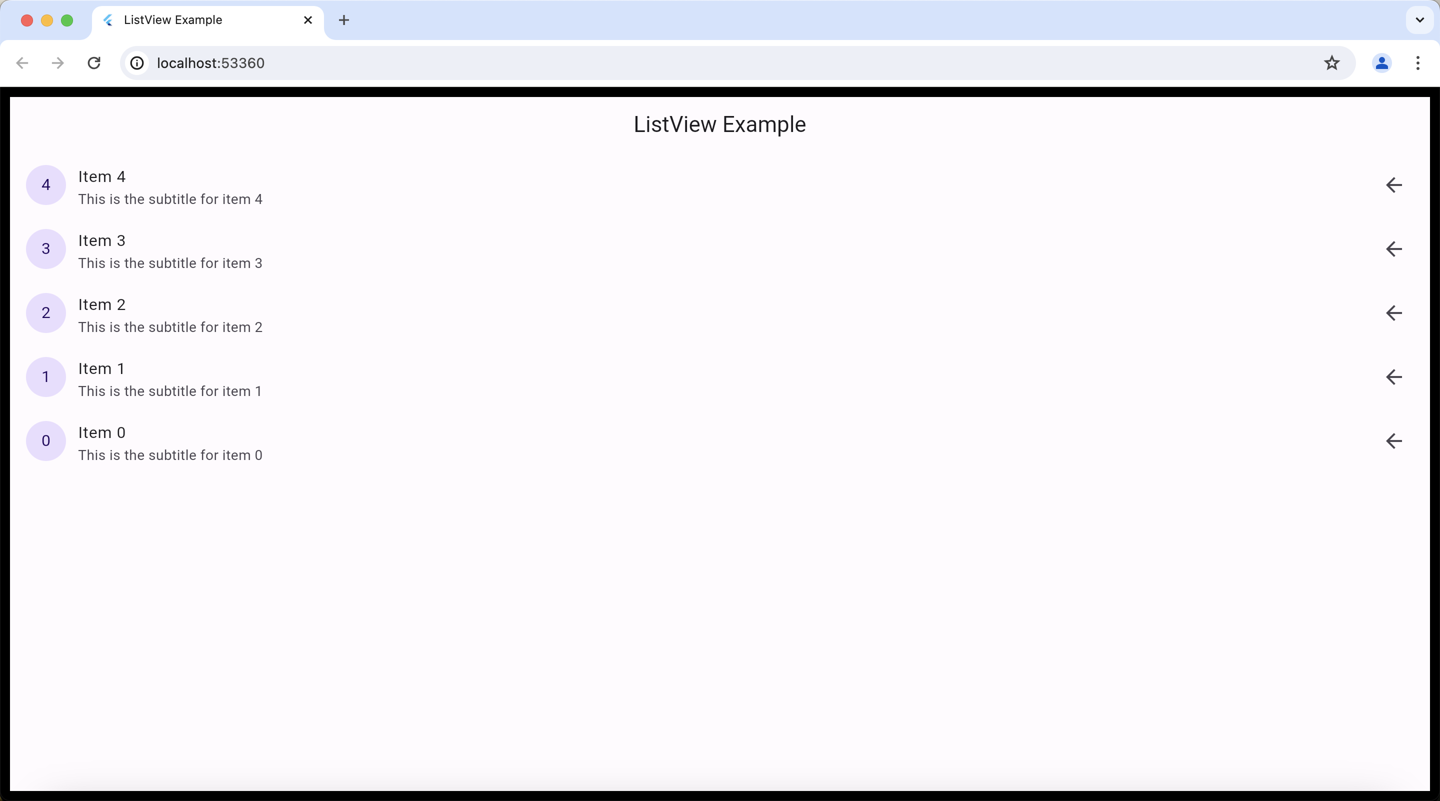 ListView Example
localhost:53360
ListView Example
4
Item 4
This is the subtitle for item 4
3
Item 3
This is the subtitle for item 3
2
Item 2
This is the subtitle for item 2
1
Item 1
This is the subtitle for item 1
0
Item 0
This is the subtitle for item 0